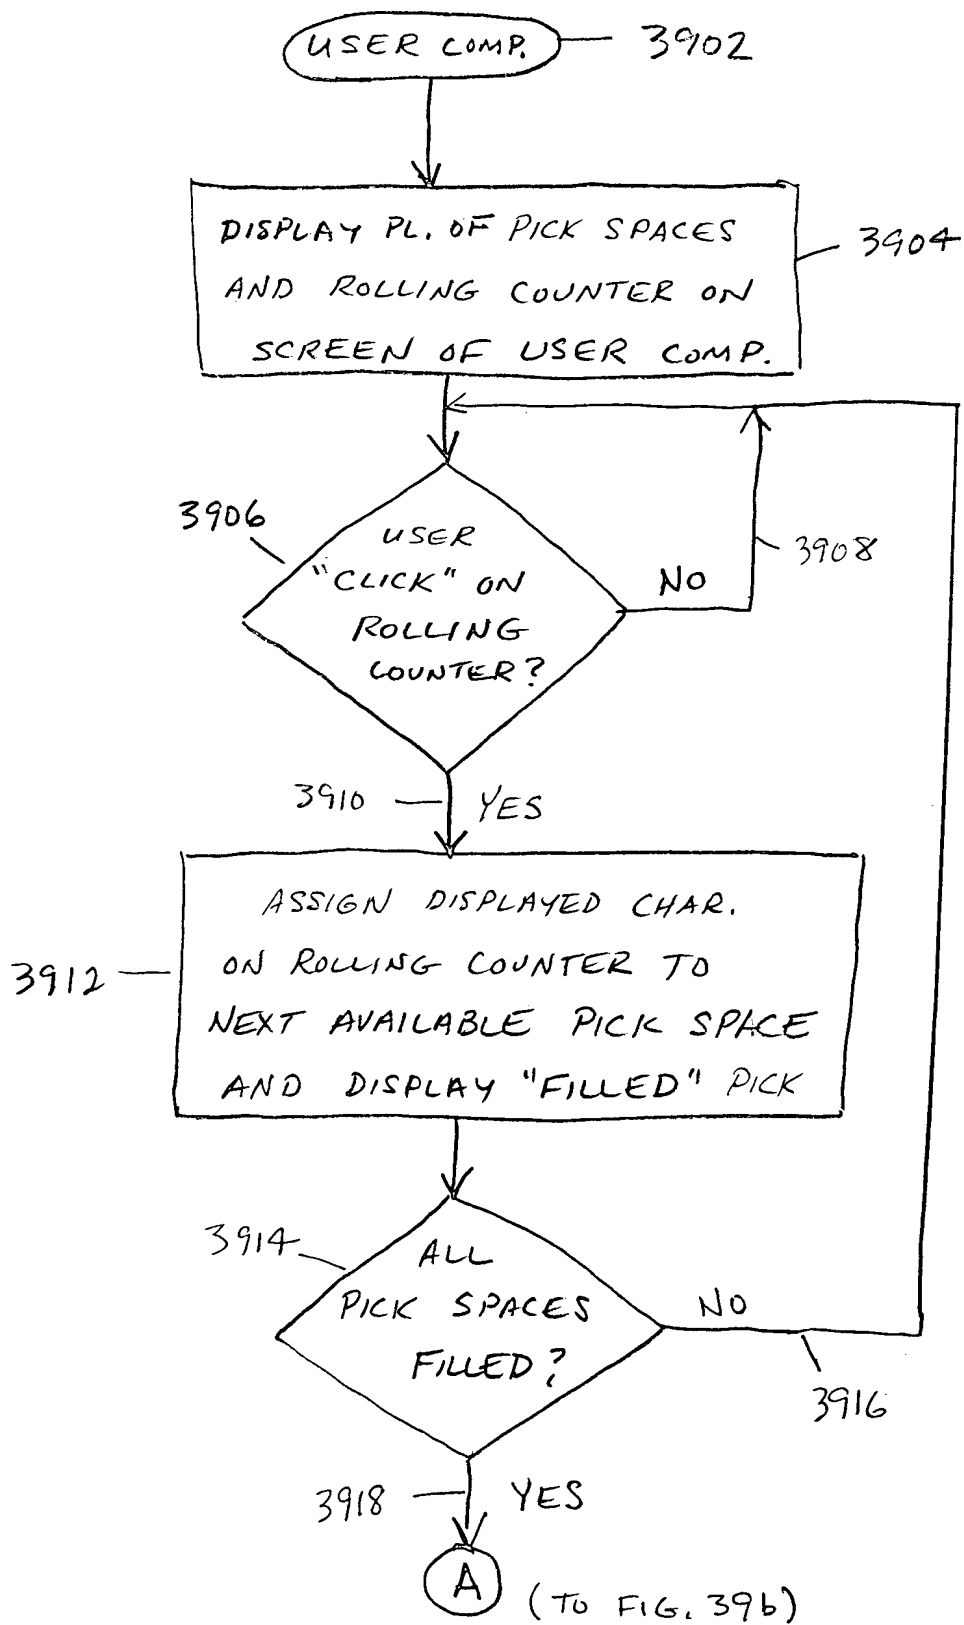 USER COMP.
3902
DISPLAY PL. OF PICK SPACES
AND ROLLING COUNTER ON
SCREEN OF USER COMP.
3904
3906
USER
"CLICK" ON
ROLLING
COUNTER?
NO
3908
3910
YES
ASSIGN DISPLAYED CHAR.
ON ROLLING COUNTER TO
NEXT AVAILABLE PICK SPACE
AND DISPLAY "FILLED" PICK
3912
3914
ALL
PICK SPACES
FILLED?
NO
3916
3918
YES
A
(TO FIG. 39b)